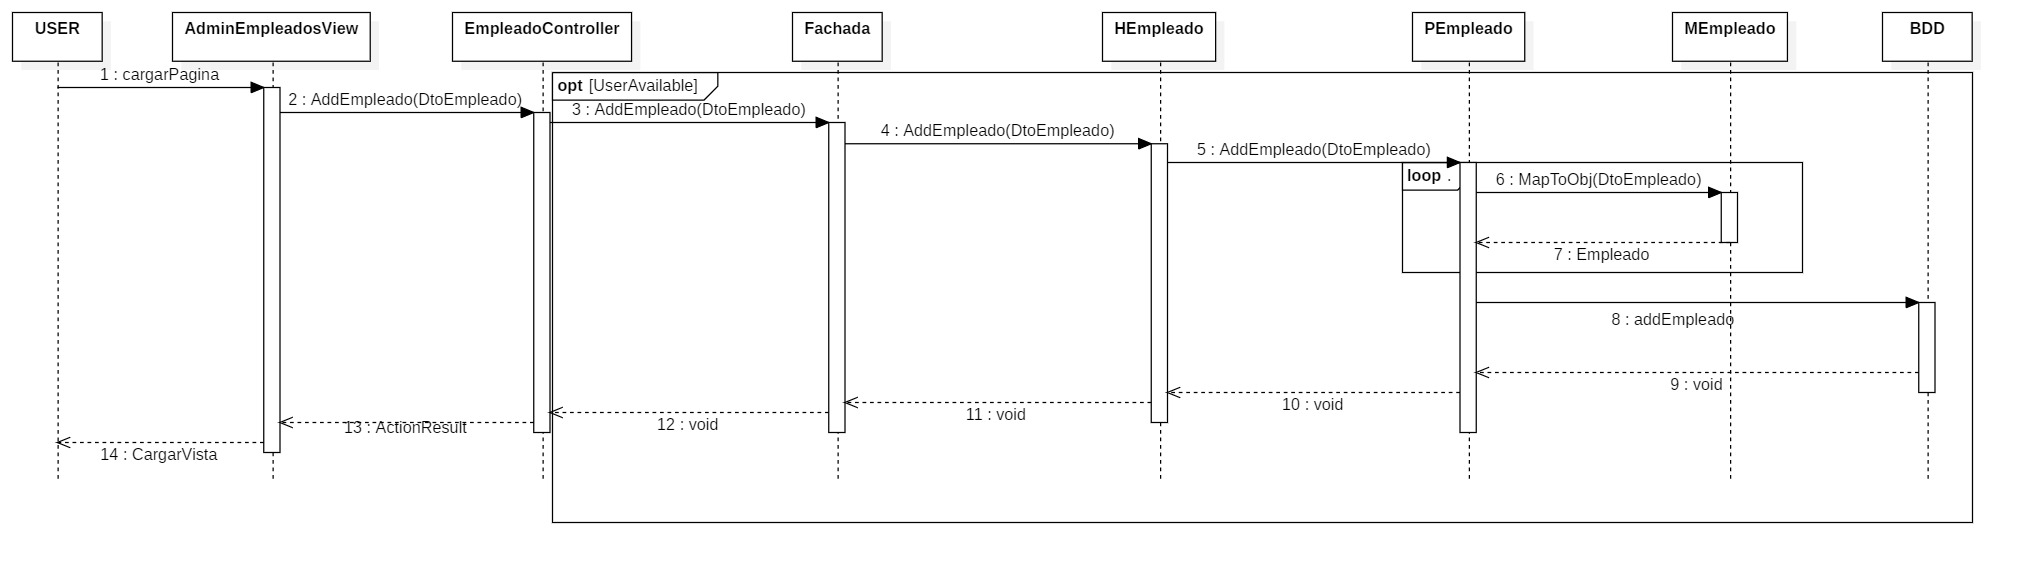 USER
AdminEmpleadosView
EmpleadoController
Fachada
HEmpleado
PEmpleado
MEmpleado
BDD
1 : cargarPagina
opt [UserAvailable]
2 : AddEmpleado(DtoEmpleado)
3 : AddEmpleado(DtoEmpleado)
4 : AddEmpleado(DtoEmpleado)
5 : AddEmpleado(DtoEmpleado)
loop .
6 : MapToObj(DtoEmpleado)
7 : Empleado
8 : addEmpleado
9 : void
10 : void
11 : void
12 : void
13 : ActionResult
14 : CargarVista